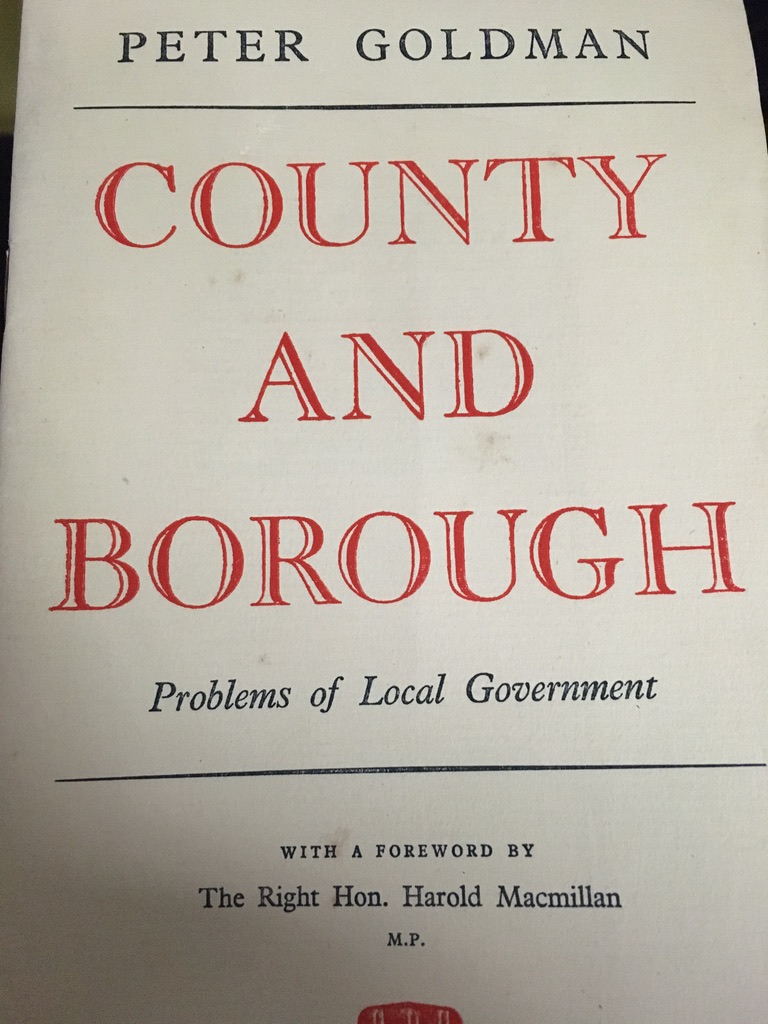 PETER GOLDMAN
COUNTY
AND
BOROUGH
Problems of Local Government
WITH A FOREWORD BY
The Right Hon. Harold Macmillan
M.P.